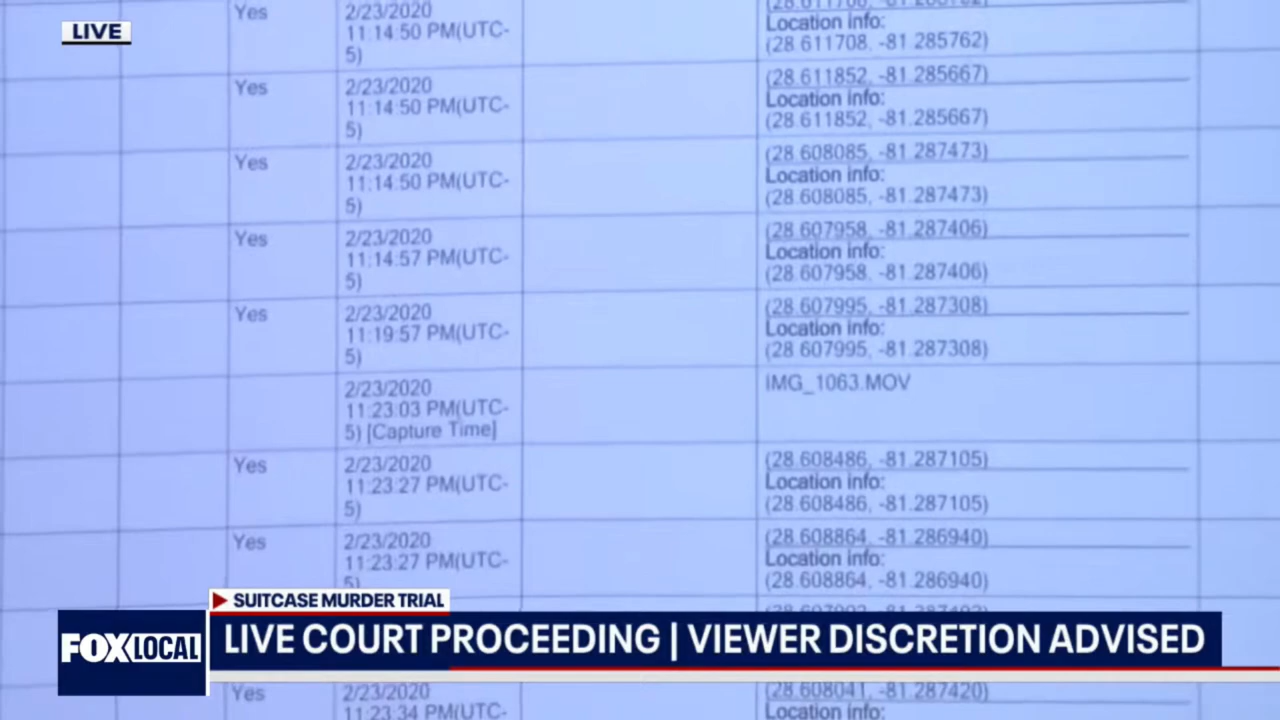 LIVE
Yes
2/23/2020
11:14:50 PM(UTC-
5)
Location info:
(28.611708, -81.285762)
Yes
2/23/2020
11:14:50 PM(UTC-
5)
(28.611852, -81.285667)
Location info:
(28.611852, -81.285667)
Yes
2/23/2020
11:14:50 PM(UTC-
5)
(28.608085, -81.287473)
Location info:
(28.608085, -81.287473)
Yes
2/23/2020
11:14:57 PM(UTC-
5)
(28.607958, -81.287406)
Location info:
(28.607958, -81.287406)
Yes
2/23/2020
11:19:57 PM(UTC-
5)
(28.607995, -81.287308)
Location info:
(28.607995, -81.287308)
2/23/2020
11:23:03 PM(UTC-
5) [Capture Time]
IMG_1063.MOV
Yes
2/23/2020
11:23:27 PM(UTC-
5)
(28.608486, -81.287105)
Location info:
(28.608486, -81.287105)
Yes
2/23/2020
11:23:27 PM(UTC-
5)
(28.608864, -81.286940)
Location info:
(28.608864, -81.286940)
SUITCASE MURDER TRIAL
FOX LOCAL
LIVE COURT PROCEEDING | VIEWER DISCRETION ADVISED
Yes
2/23/2020
11:23:34 PM(UTC-
(28.608041, -81.287420)
Location info: